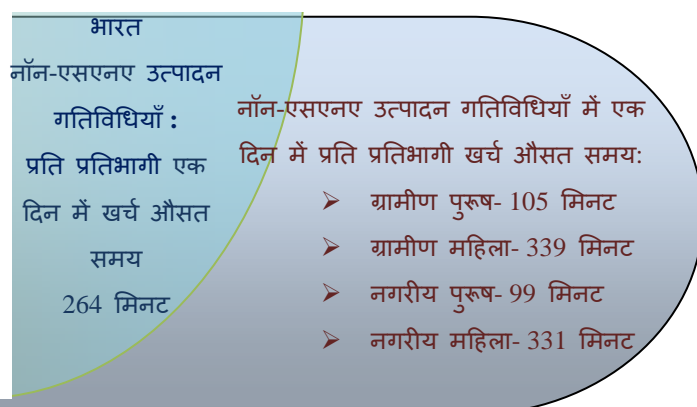 भारत
नॉन-एसएनए उत्पादन
गतिविधियाँ :
प्रति प्रतिभागी एक
दिन में खर्च औसत
समय
264 मिनट
नॉन-एसएनए उत्पादन गतिविधियाँ में एक
दिन में प्रति प्रतिभागी खर्च औसत समय:
➢ ग्रामीण पुरूष- 105 मिनट
➢ ग्रामीण महिला- 339 मिनट
➢ नगरीय पुरूष- 99 मिनट
➢ नगरीय महिला- 331 मिनट